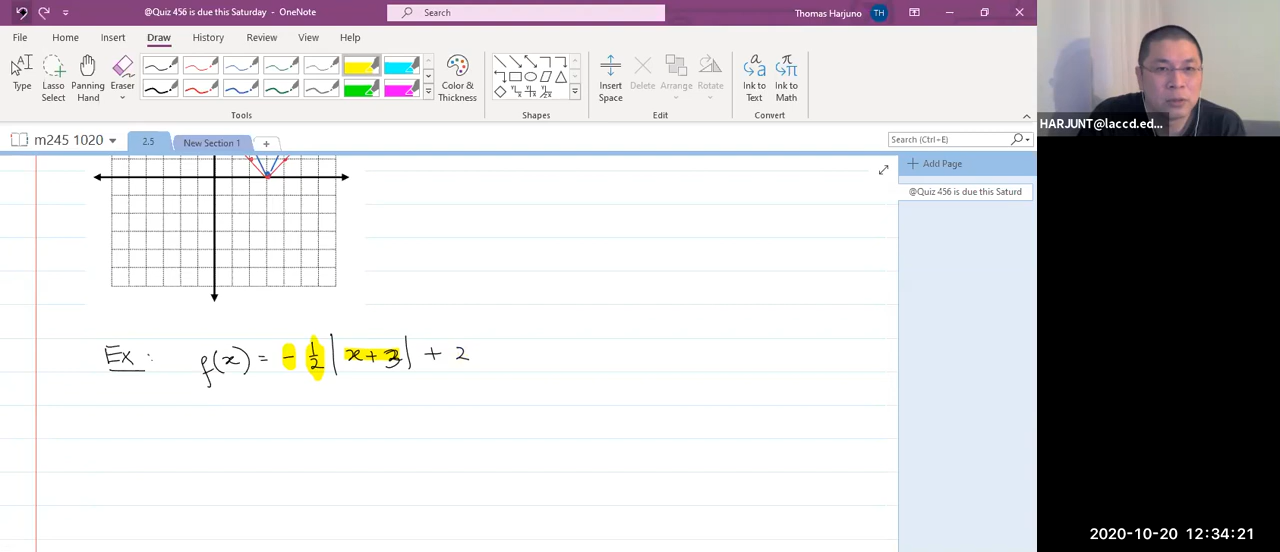 @Quiz 456 is due this Saturday - OneNote
Search
Thomas Harjuno TH
File Home Insert Draw History Review View Help
Type
Lasso Select
Panning Hand
Eraser
Color & Thickness
Insert Space
Delete
Arrange
Rotate
Ink to Text
Ink to Math
Tools
Shapes
Edit
Convert
m245 1020
2.5
New Section 1
Search (Ctrl+E)
Add Page
@Quiz 456 is due this Saturd
HARJUNT@laccd.ed...
Ex : f(x) = - 1/2 |x + 3| + 2
2020-10-20 12:34:21